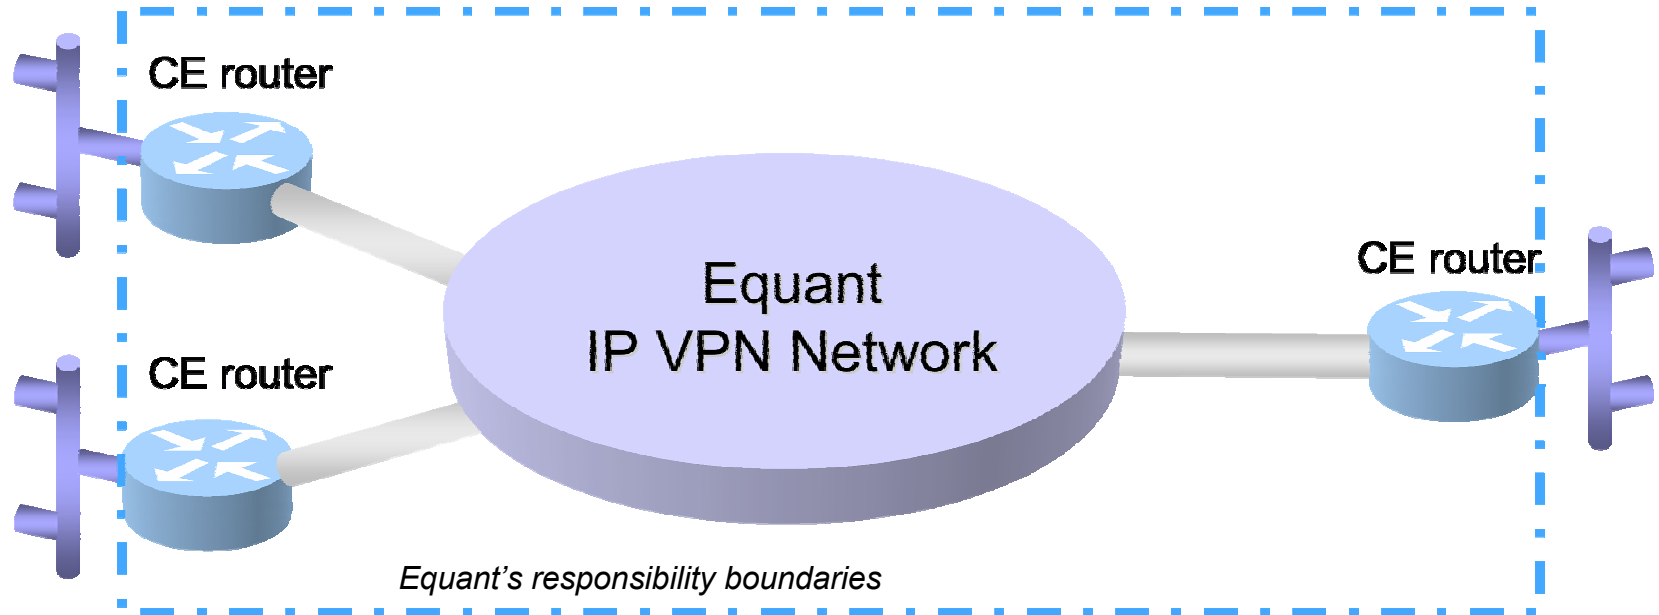 CE router
Equant
IP VPN Network
CE router
CE router
Equant’s responsibility boundaries